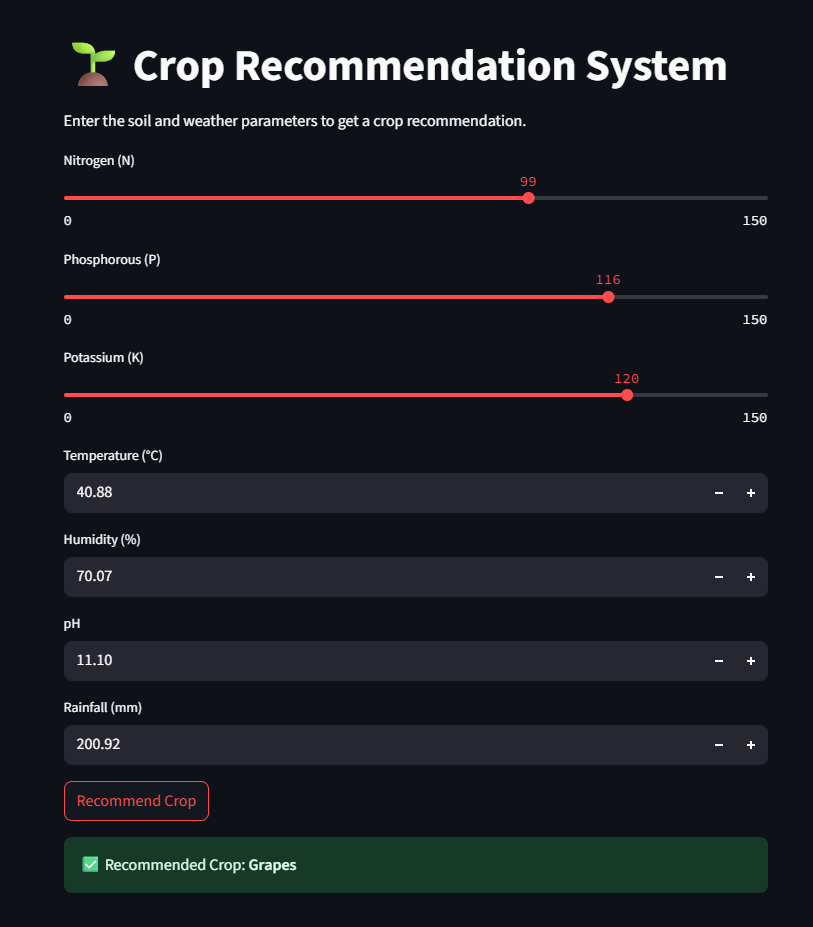 Crop Recommendation System
Enter the soil and weather parameters to get a crop recommendation.
Nitrogen (N)
99
0 150
Phosphorous (P)
116
0 150
Potassium (K)
120
0 150
Temperature (°C)
40.88 − +
Humidity (%)
70.07 − +
pH
11.10 − +
Rainfall (mm)
200.92 − +
Recommend Crop
✅ Recommended Crop: Grapes